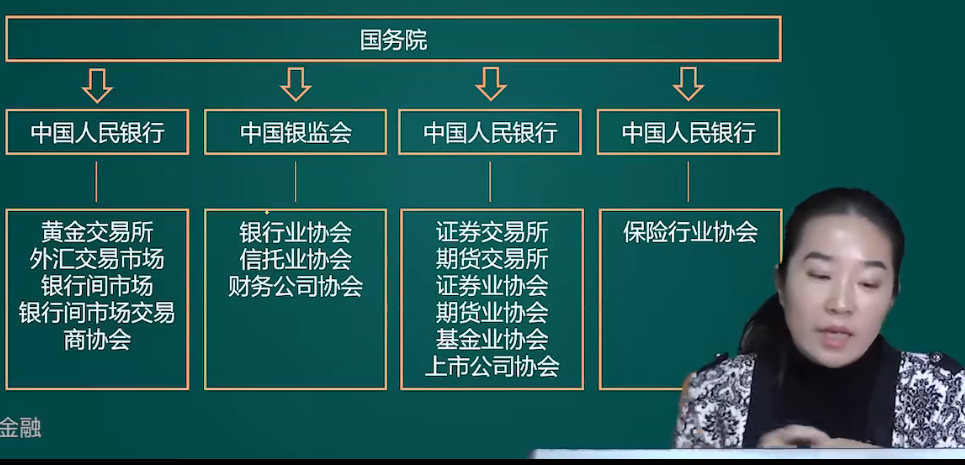 国务院
中国人民银行
中国银监会
中国人民银行
中国人民银行
黄金交易所
外汇交易市场
银行间市场
银行间市场交易
商协会
银行业协会
信托业协会
财务公司协会
证券交易所
期货交易所
证券业协会
期货业协会
基金业协会
上市公司协会
保险行业协会
金融